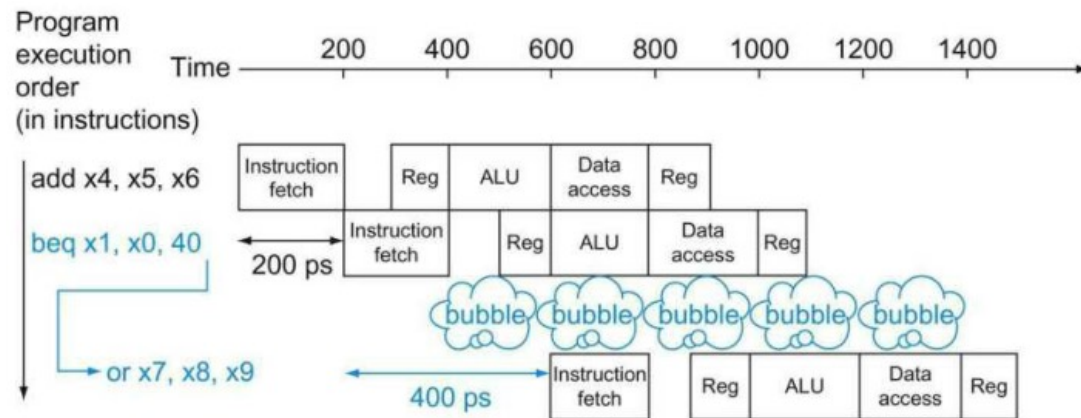 Program
execution
order
(in instructions)
Time
200 400 600 800 1000 1200 1400
add x4, x5, x6
Instruction
fetch
Reg
ALU
Data
access
Reg
beq x1, x0, 40
200 ps
Instruction
fetch
Reg
ALU
Data
access
Reg
bubble bubble bubble bubble bubble
or x7, x8, x9
400 ps
Instruction
fetch
Reg
ALU
Data
access
Reg